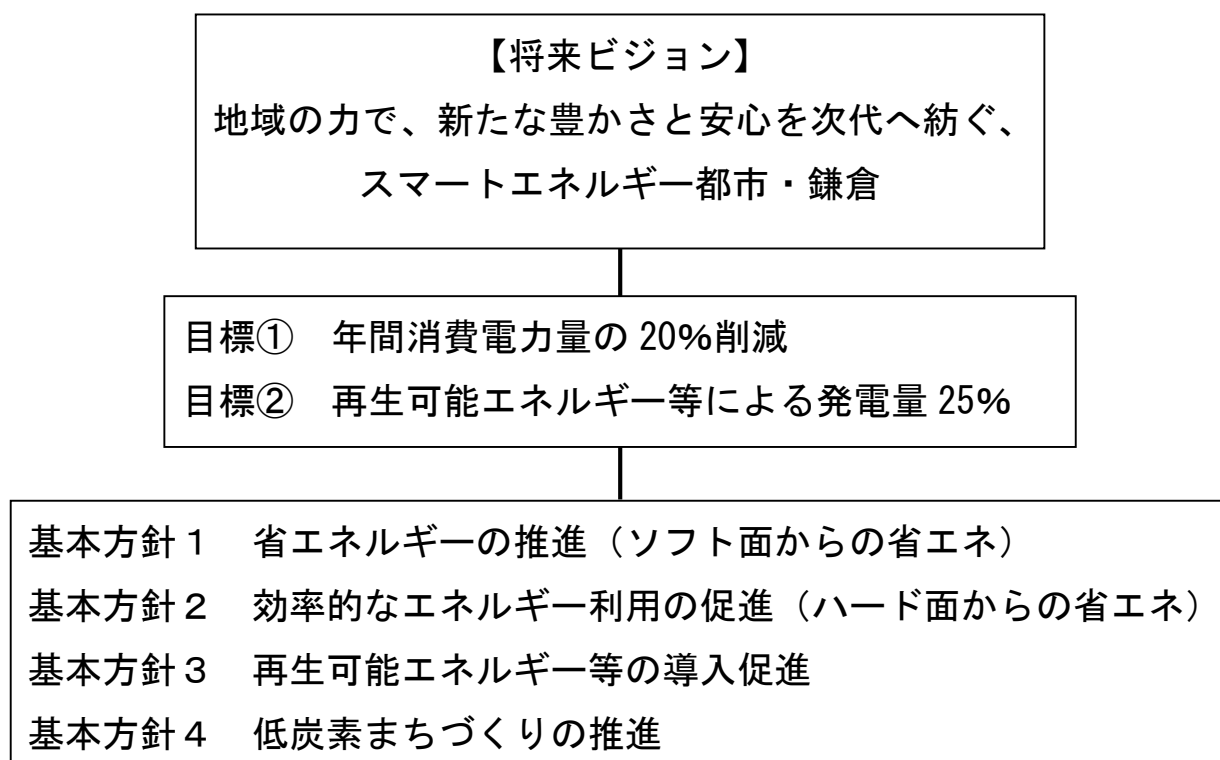 【将来ビジョン】
地域の力で、新たな豊かさと安心を次代へ紡ぐ、
スマートエネルギー都市・鎌倉
目標①　年間消費電力量の 20%削減
目標②　再生可能エネルギー等による発電量 25%
基本方針１　省エネルギーの推進（ソフト面からの省エネ）
基本方針２　効率的なエネルギー利用の促進（ハード面からの省エネ）
基本方針３　再生可能エネルギー等の導入促進
基本方針４　低炭素まちづくりの推進